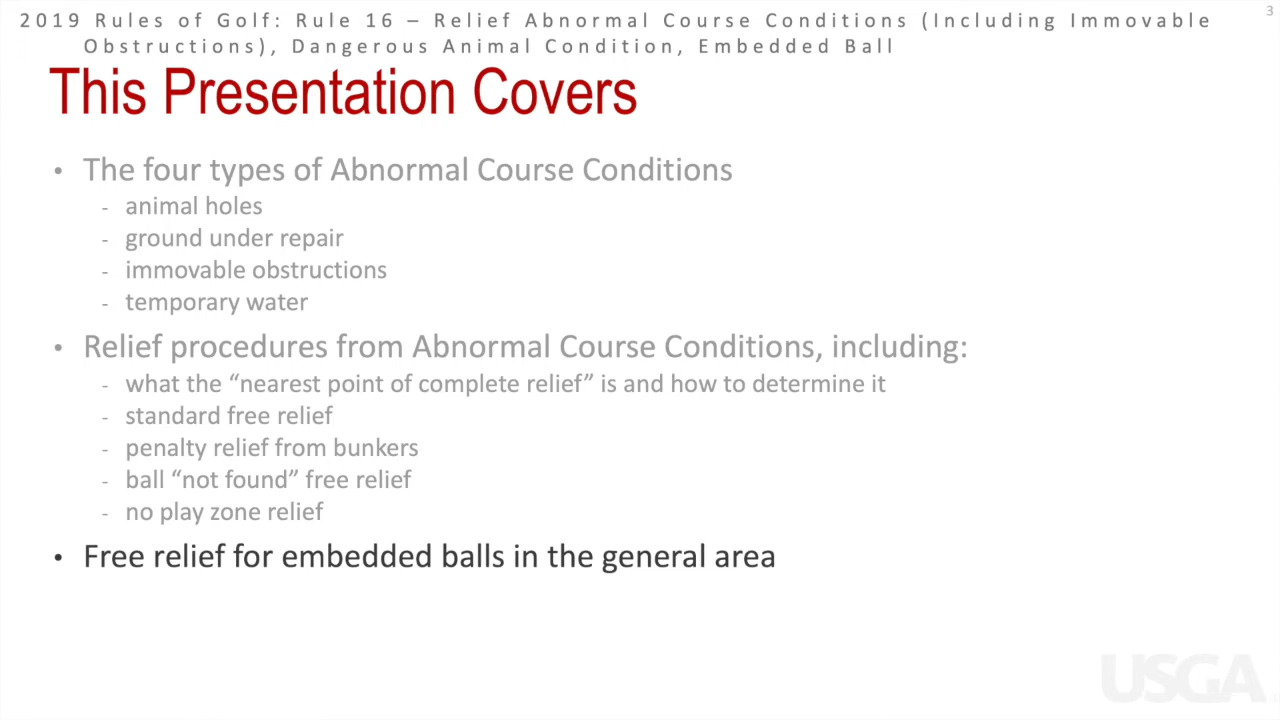 2019 Rules of Golf: Rule 16 – Relief Abnormal Course Conditions (Including Immovable
3
Obstructions), Dangerous Animal Condition, Embedded Ball
This Presentation Covers
• The four types of Abnormal Course Conditions
- animal holes
- ground under repair
- immovable obstructions
- temporary water
• Relief procedures from Abnormal Course Conditions, including:
- what the “nearest point of complete relief” is and how to determine it
- standard free relief
- penalty relief from bunkers
- ball “not found” free relief
- no play zone relief
• Free relief for embedded balls in the general area
USGA